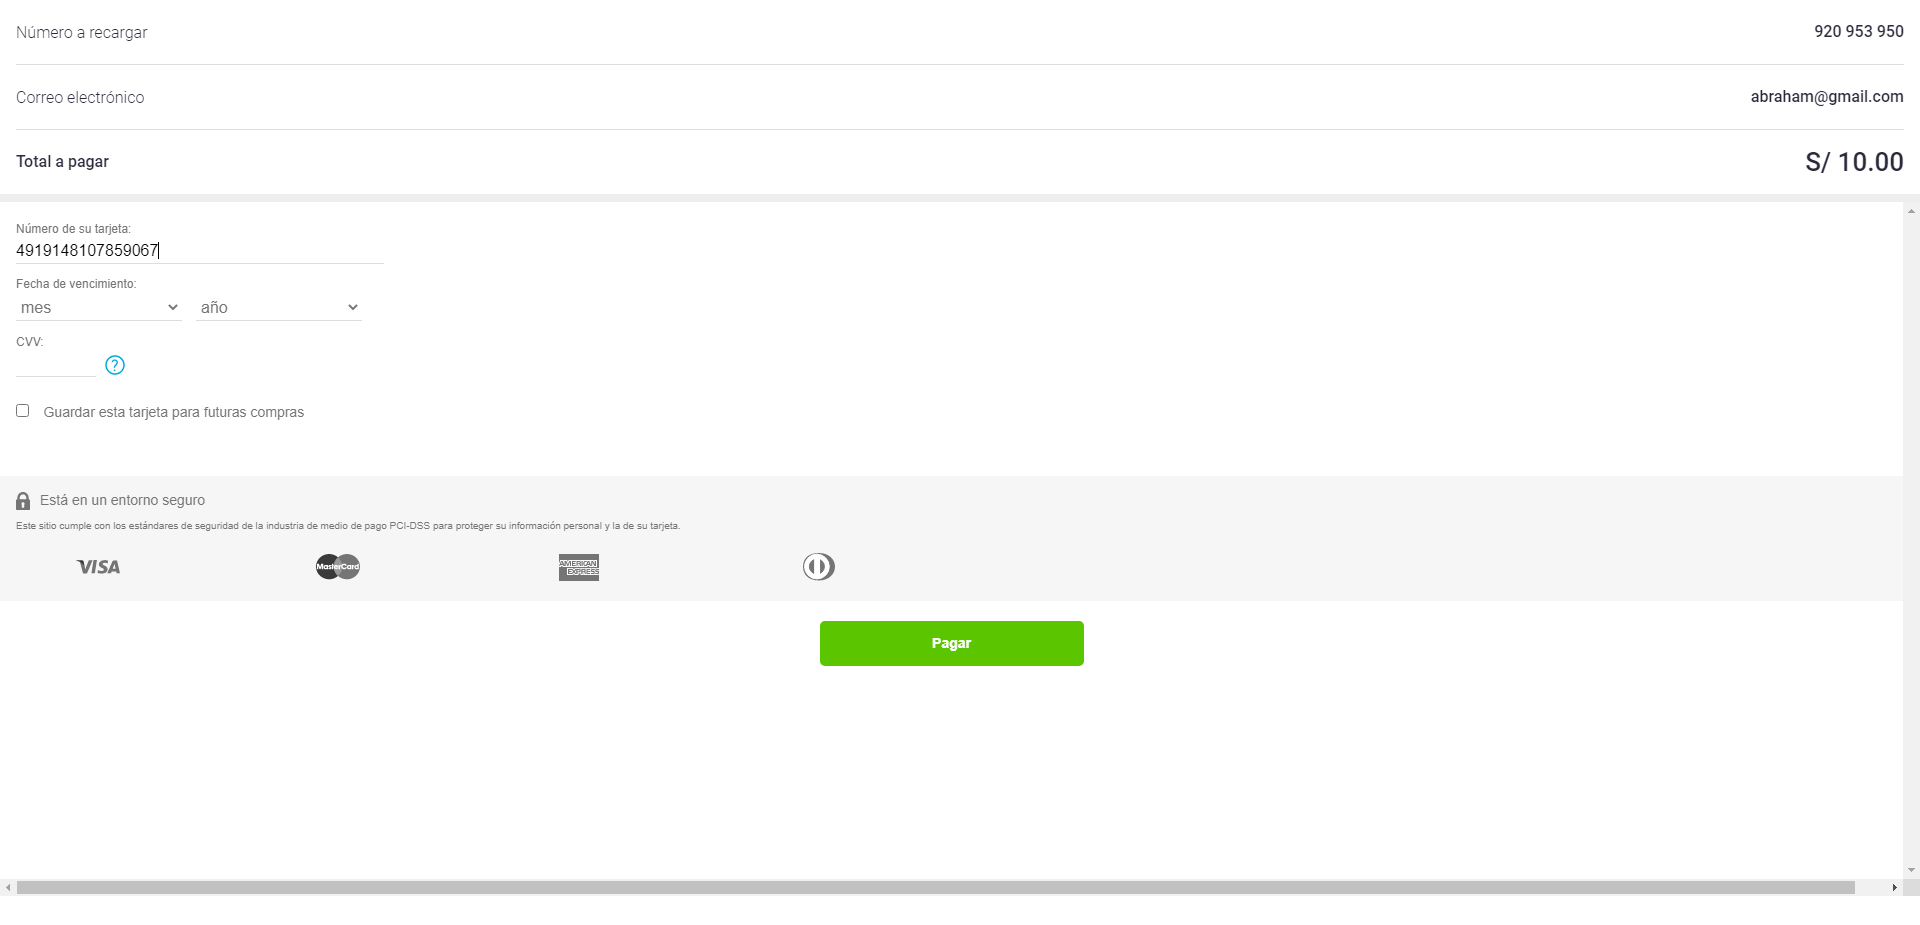 Número a recargar 920 953 950
Correo electrónico abraham@gmail.com
Total a pagar S/ 10.00
Número de su tarjeta:
4919148107859067
Fecha de vencimiento:
mes año
CVV:
?
Guardar esta tarjeta para futuras compras
Está en un entorno seguro
Este sitio cumple con los estándares de seguridad de la industria de medio de pago PCI-DSS para proteger su información personal y la de su tarjeta.
VISA MasterCard AMERICAN EXPRESS
Pagar